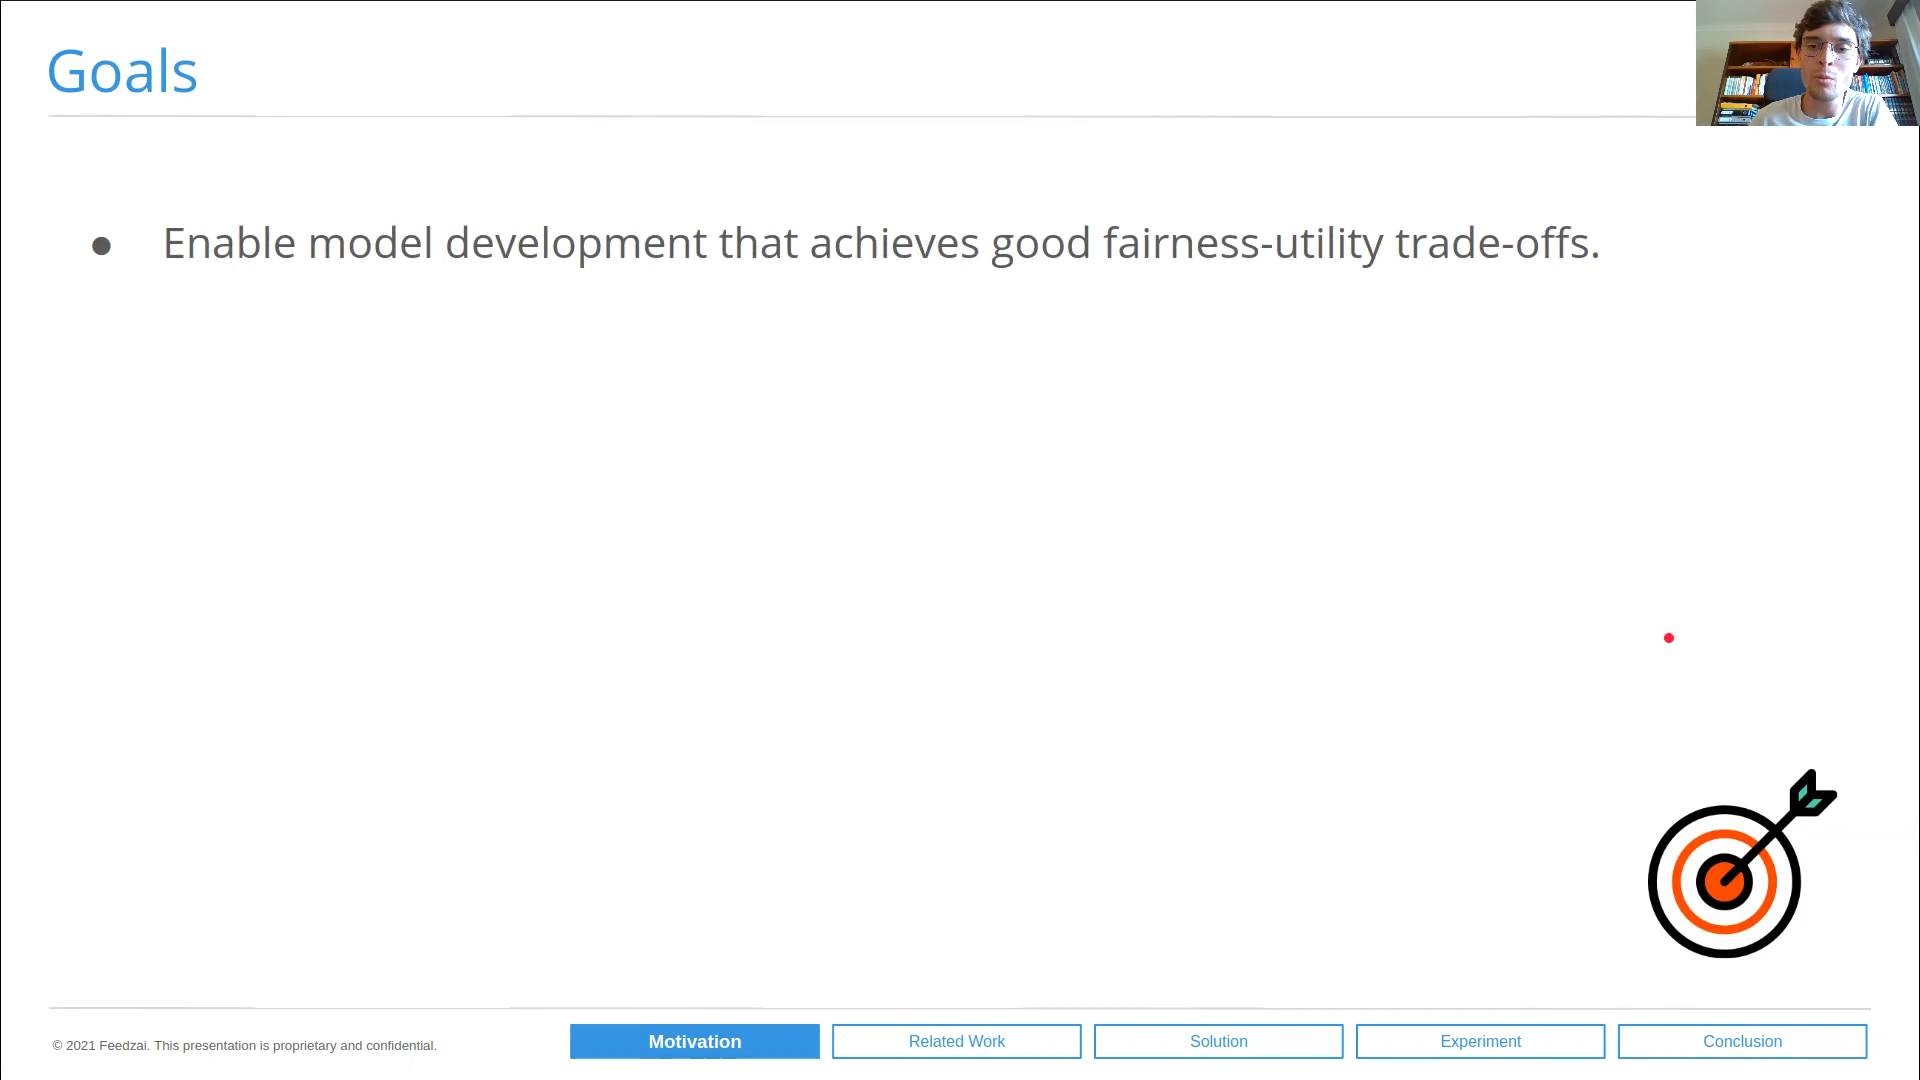 Goals
● Enable model development that achieves good fairness-utility trade-offs.
© 2021 Feedzai. This presentation is proprietary and confidential.
Motivation
Related Work
Solution
Experiment
Conclusion